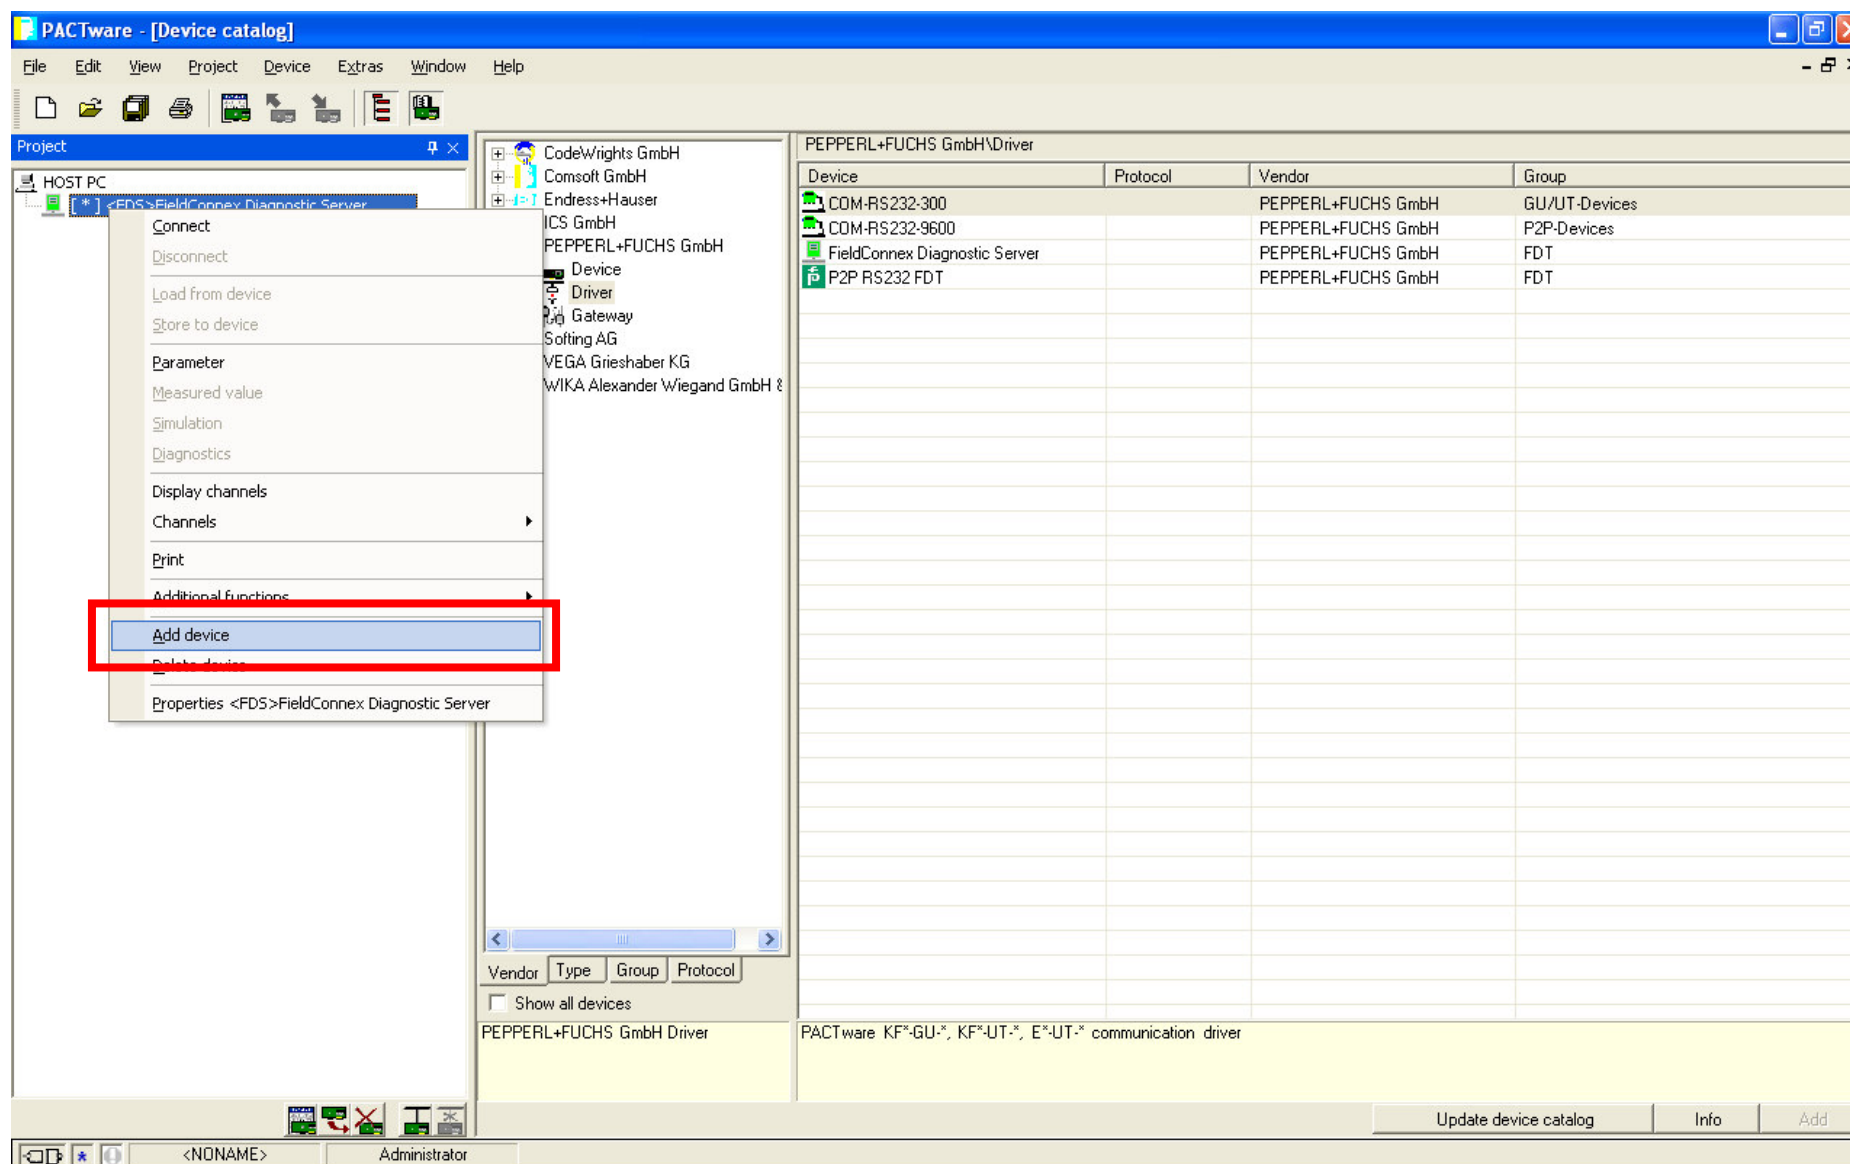 PACTware - [Device catalog]
File Edit View Project Device Extras Window Help
Project
HOST PC
[ * ] <FDS>FieldConnex Diagnostic Server
Connect
Disconnect
Load from device
Store to device
Parameter
Measured value
Simulation
Diagnostics
Display channels
Channels
Print
Additional functions
Add device
Delete device
Properties <FDS>FieldConnex Diagnostic Server
CodeWrights GmbH
Comsoft GmbH
Endress+Hauser
ICS GmbH
PEPPERL+FUCHS GmbH
Device
Driver
Gateway
Softing AG
VEGA Grieshaber KG
WIKA Alexander Wiegand GmbH &
Vendor Type Group Protocol
Show all devices
PEPPERL+FUCHS GmbH Driver
PEPPERL+FUCHS GmbH\Driver
Device Protocol Vendor Group
COM-RS232-300 PEPPERL+FUCHS GmbH GU/UT-Devices
COM-RS232-9600 PEPPERL+FUCHS GmbH P2P-Devices
FieldConnex Diagnostic Server PEPPERL+FUCHS GmbH FDT
P2P RS232 FDT PEPPERL+FUCHS GmbH FDT
PACTware KF*-GU-*, KF*-UT-*, E*-UT-* communication driver
Update device catalog Info Add
<NONAME> Administrator